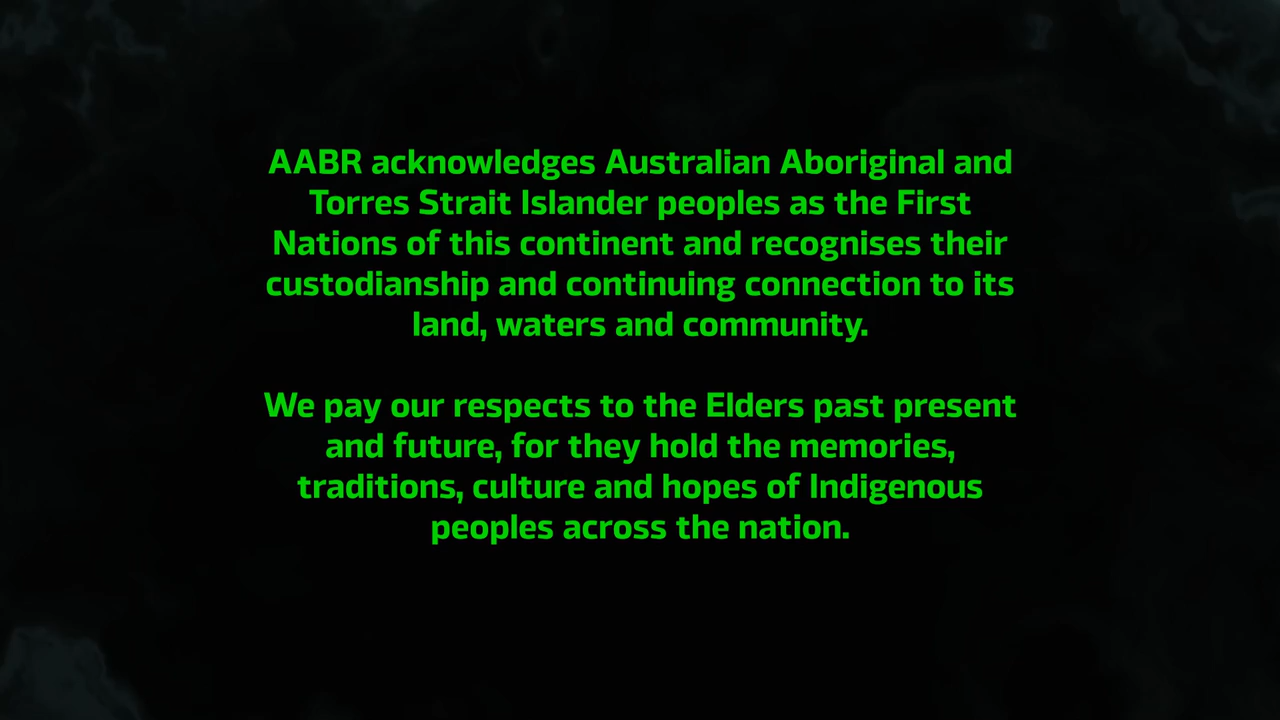 AABR acknowledges Australian Aboriginal and
Torres Strait Islander peoples as the First
Nations of this continent and recognises their
custodianship and continuing connection to its
land, waters and community.
We pay our respects to the Elders past present
and future, for they hold the memories,
traditions, culture and hopes of Indigenous
peoples across the nation.